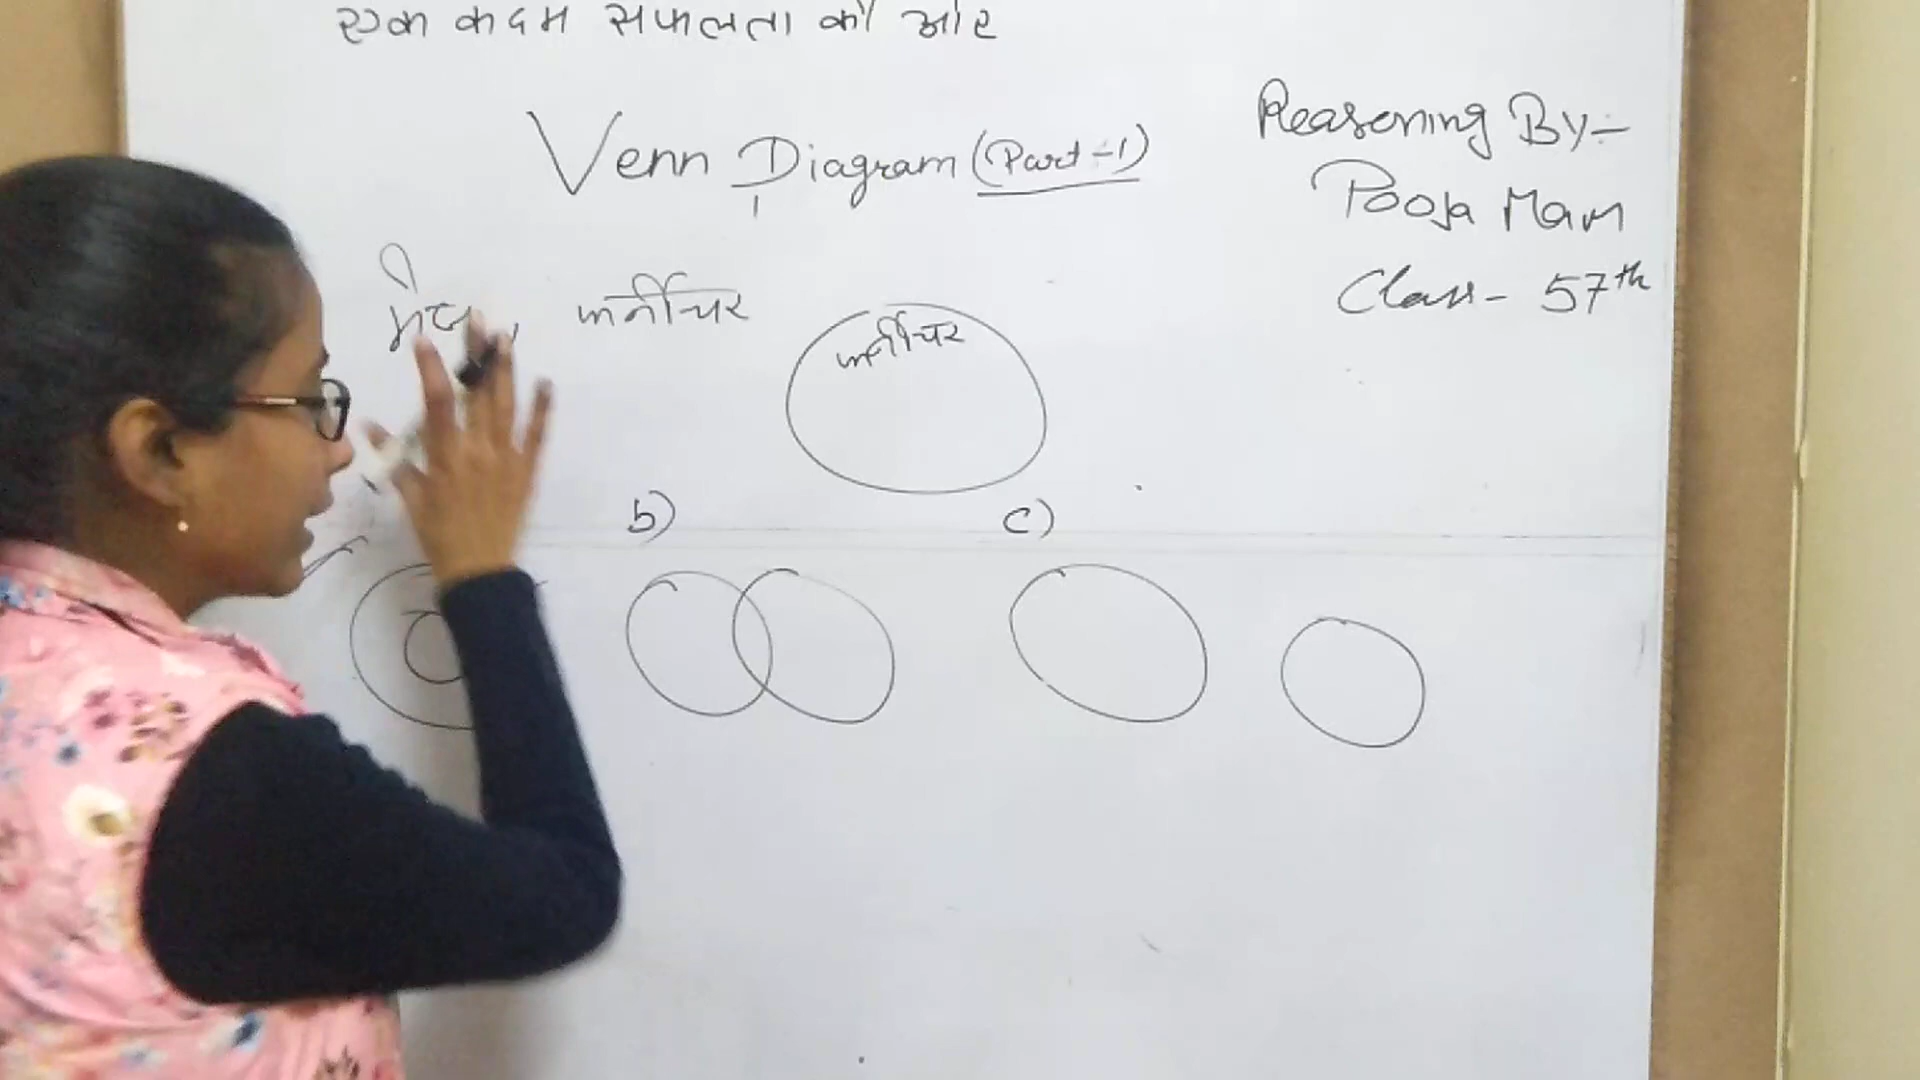 एक कदम सफलता की ओर
Venn Diagram (Part-1)
Reasoning By:-
Pooja Mam
Class- 57th
मेज, फर्नीचर
फर्नीचर
b)
c)